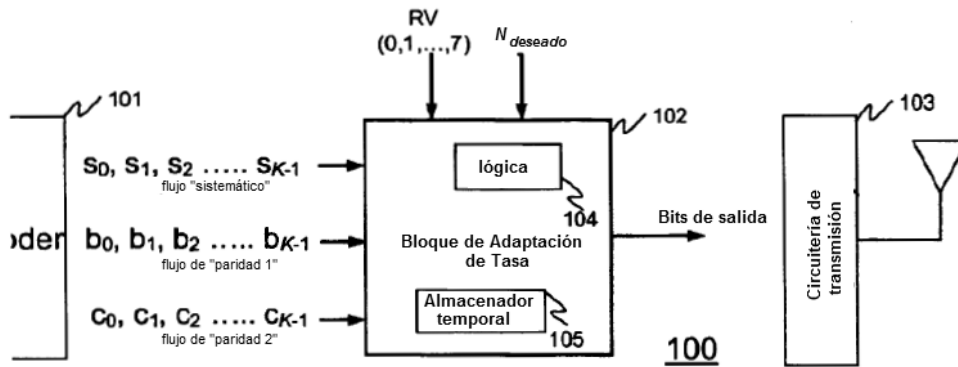 RV
(0,1,...,7)
N deseado
101
102
103
S0, S1, S2 ..... SK-1
flujo "sistemático"
lógica
104
oder
b0, b1, b2 ..... bK-1
flujo de "paridad 1"
Bloque de Adaptación
de Tasa
Bits de salida
Circuitería de
transmisión
C0, C1, C2 ..... CK-1
flujo de "paridad 2"
Almacenador
temporal
105
100